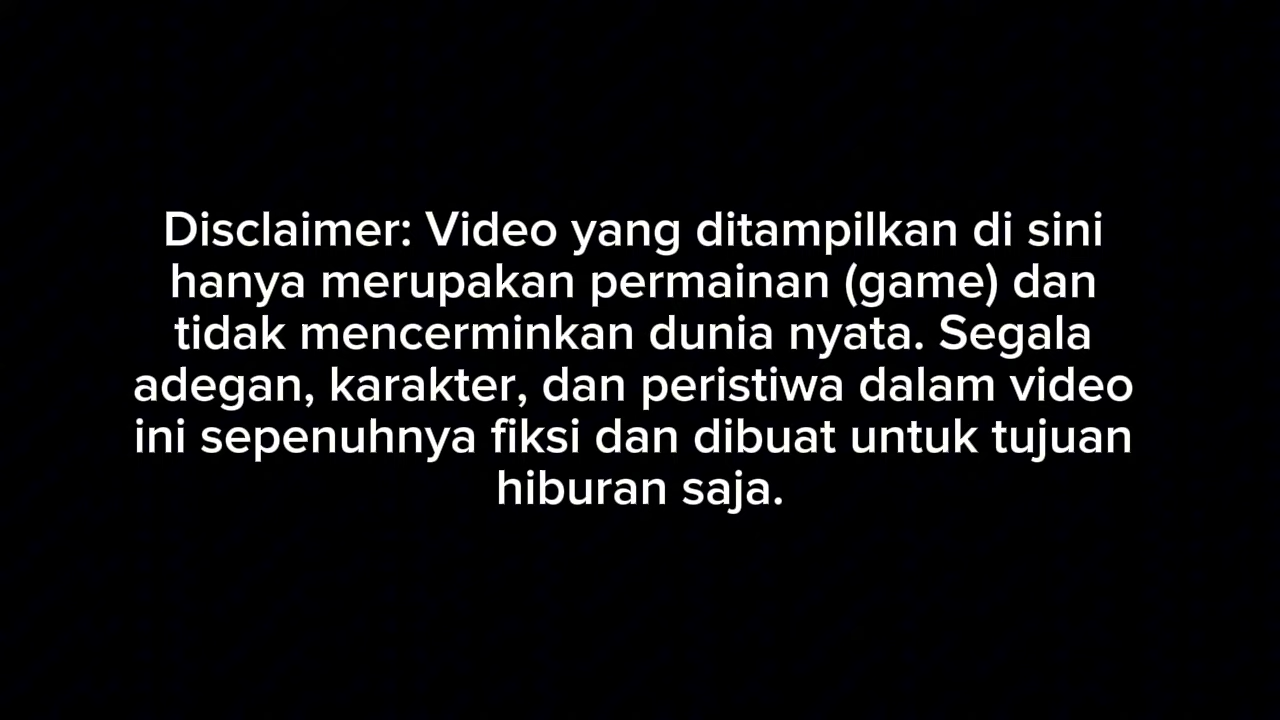 Disclaimer: Video yang ditampilkan di sini
hanya merupakan permainan (game) dan
tidak mencerminkan dunia nyata. Segala
adegan, karakter, dan peristiwa dalam video
ini sepenuhnya fiksi dan dibuat untuk tujuan
hiburan saja.